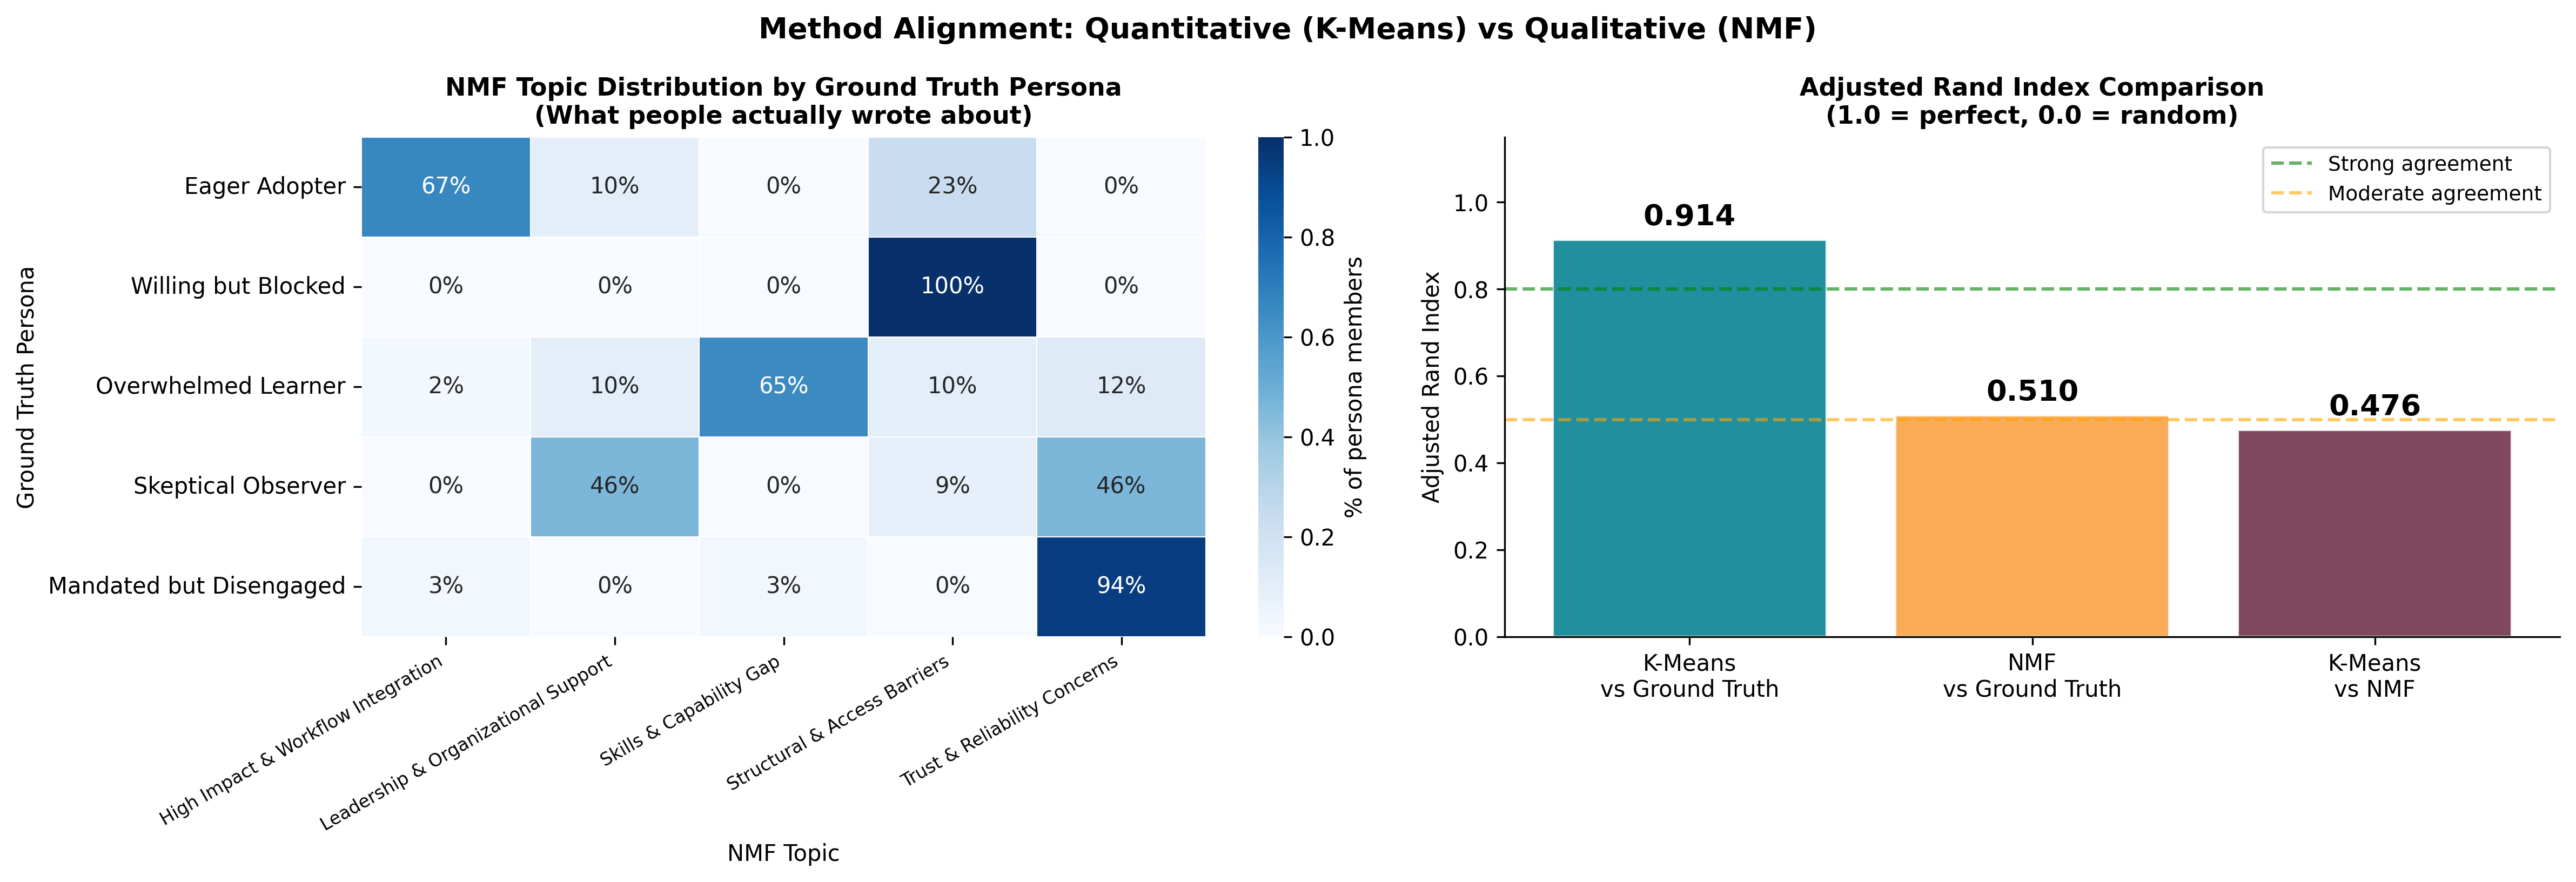 Method Alignment: Quantitative (K-Means) vs Qualitative (NMF)
NMF Topic Distribution by Ground Truth Persona
(What people actually wrote about)
Ground Truth Persona
Eager Adopter
67%
10%
0%
23%
0%
Willing but Blocked
0%
0%
0%
100%
0%
Overwhelmed Learner
2%
10%
65%
10%
12%
Skeptical Observer
0%
46%
0%
9%
46%
Mandated but Disengaged
3%
0%
3%
0%
94%
High Impact & Workflow Integration
Leadership & Organizational Support
Skills & Capability Gap
Structural & Access Barriers
Trust & Reliability Concerns
NMF Topic
1.0
0.8
0.6
0.4
0.2
0.0
% of persona members
Adjusted Rand Index Comparison
(1.0 = perfect, 0.0 = random)
Strong agreement
Moderate agreement
Adjusted Rand Index
1.0
0.8
0.6
0.4
0.2
0.0
0.914
0.510
0.476
K-Means
vs Ground Truth
NMF
vs Ground Truth
K-Means
vs NMF